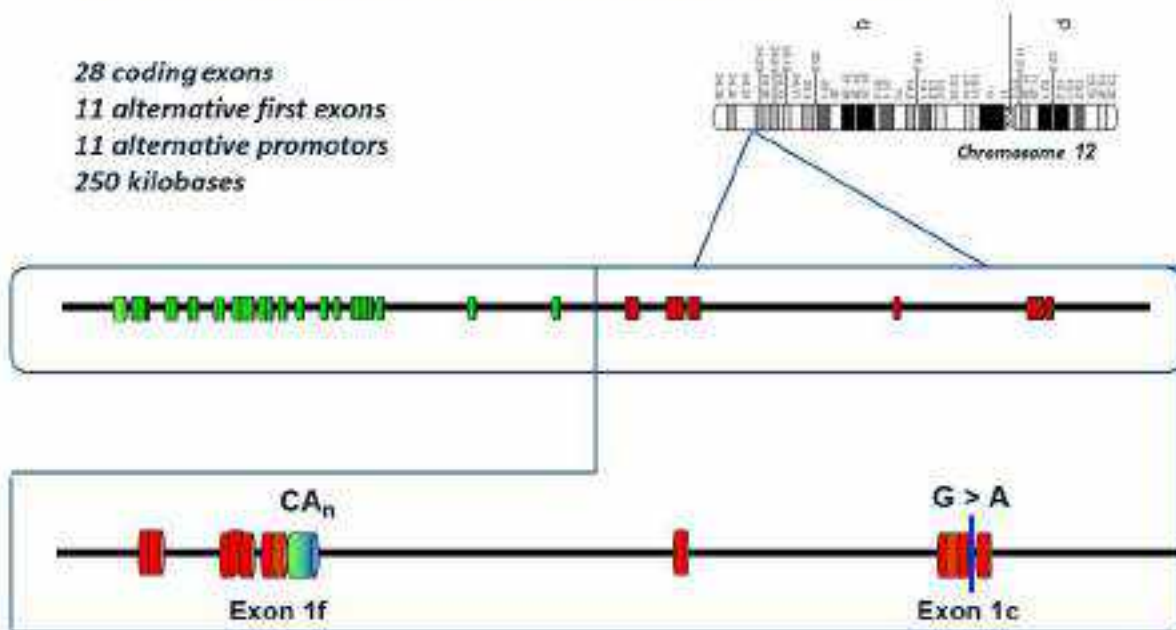 28 coding exons
11 alternative first exons
11 alternative promotors
250 kilobases
q
p
Chromosome 12
CAn
G > A
Exon 1f
Exon 1c